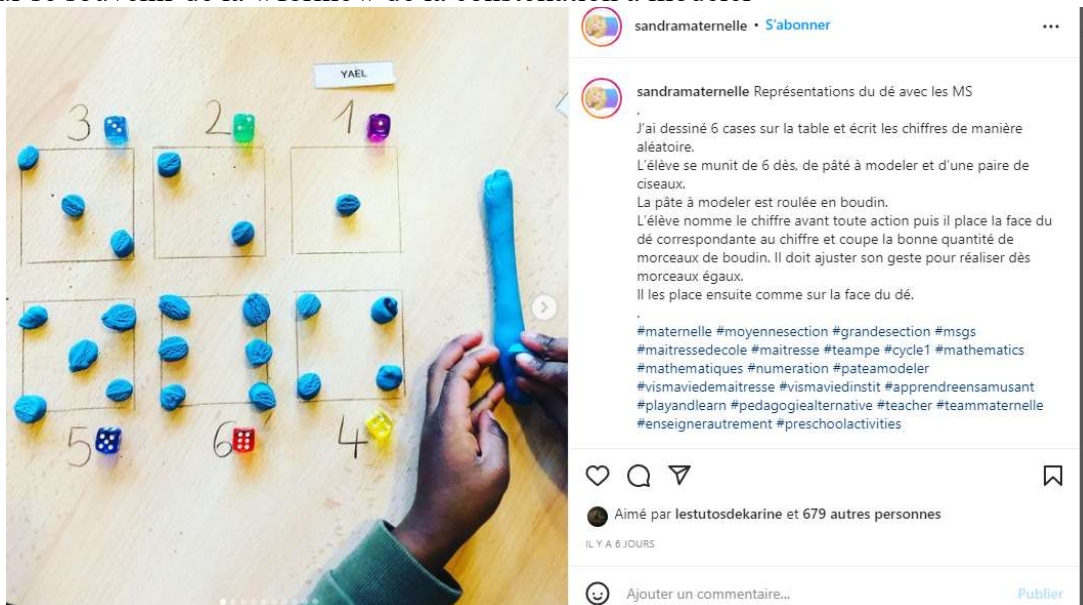 sandramaternelle • S'abonner
YAËL
3 2 1
5 6 4
sandramaternelle Représentations du dé avec les MS
.
J'ai dessiné 6 cases sur la table et écrit les chiffres de manière
aléatoire.
L'élève se munit de 6 dès, de pâté à modeler et d'une paire de
ciseaux.
La pâte à modeler est roulée en boudin.
L'élève nomme le chiffre avant toute action puis il place la face du
dé correspondante au chiffre et coupe la bonne quantité de
morceaux de boudin. Il doit ajuster son geste pour réaliser dès
morceaux égaux.
Il les place ensuite comme sur la face du dé.
.
#maternelle #moyennesection #grandesection #msgs
#maitressedecole #maitresse #teampe #cycle1 #mathematics
#mathematiques #numeration #pateamodeler
#vismaviedemaitresse #vismaviedinstit #apprendreensamusant
#playandlearn #pedagogiealternative #teacher #teammaternelle
#enseignerautrement #preschoolactivities
Aimé par lestutosdekarine et 679 autres personnes
IL Y A 6 JOURS
Ajouter un commentaire...
Publier